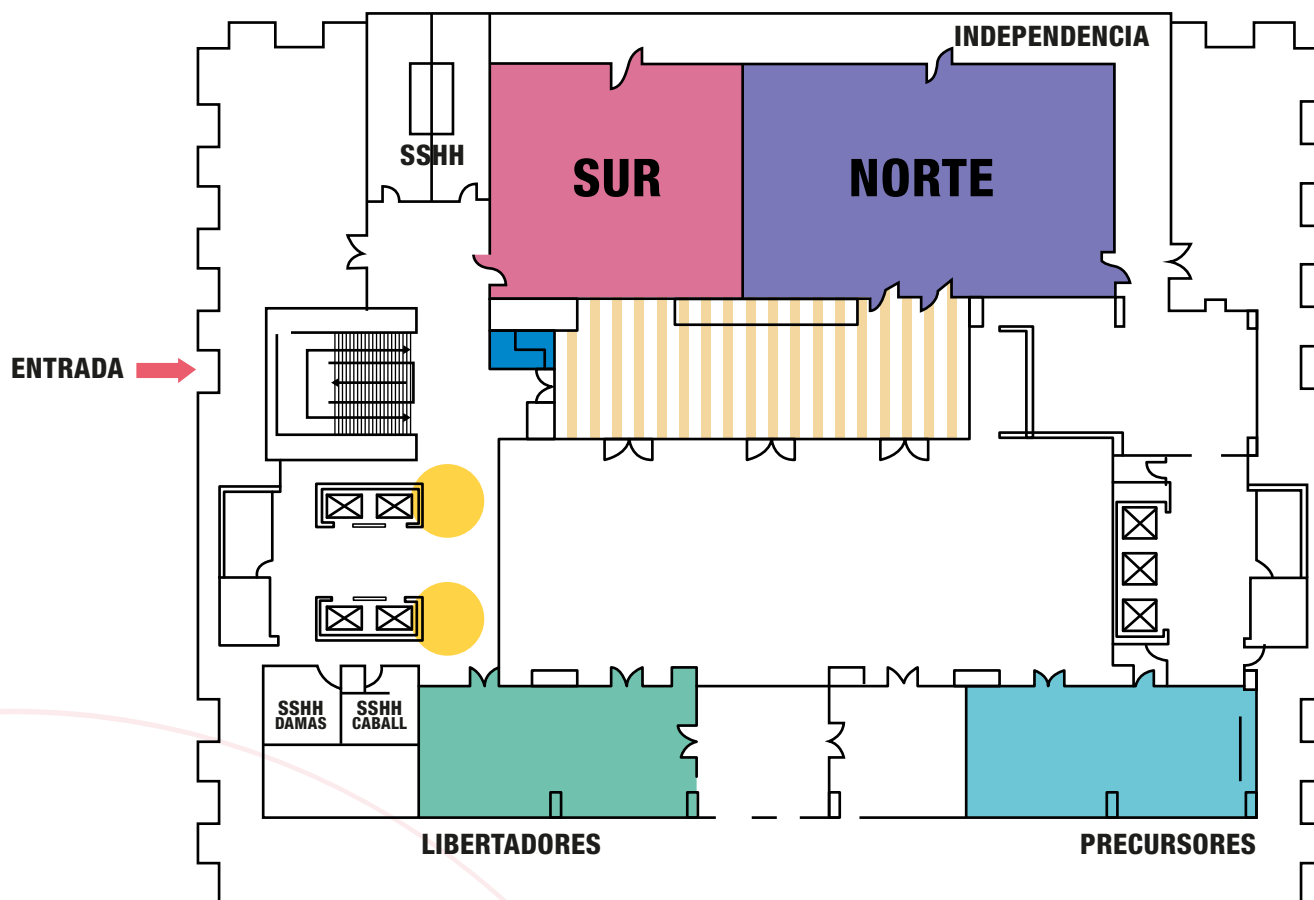 INDEPENDENCIA
SSHH
SUR
NORTE
ENTRADA
SSHH
DAMAS
SSHH
CABALL
LIBERTADORES
PRECURSORES